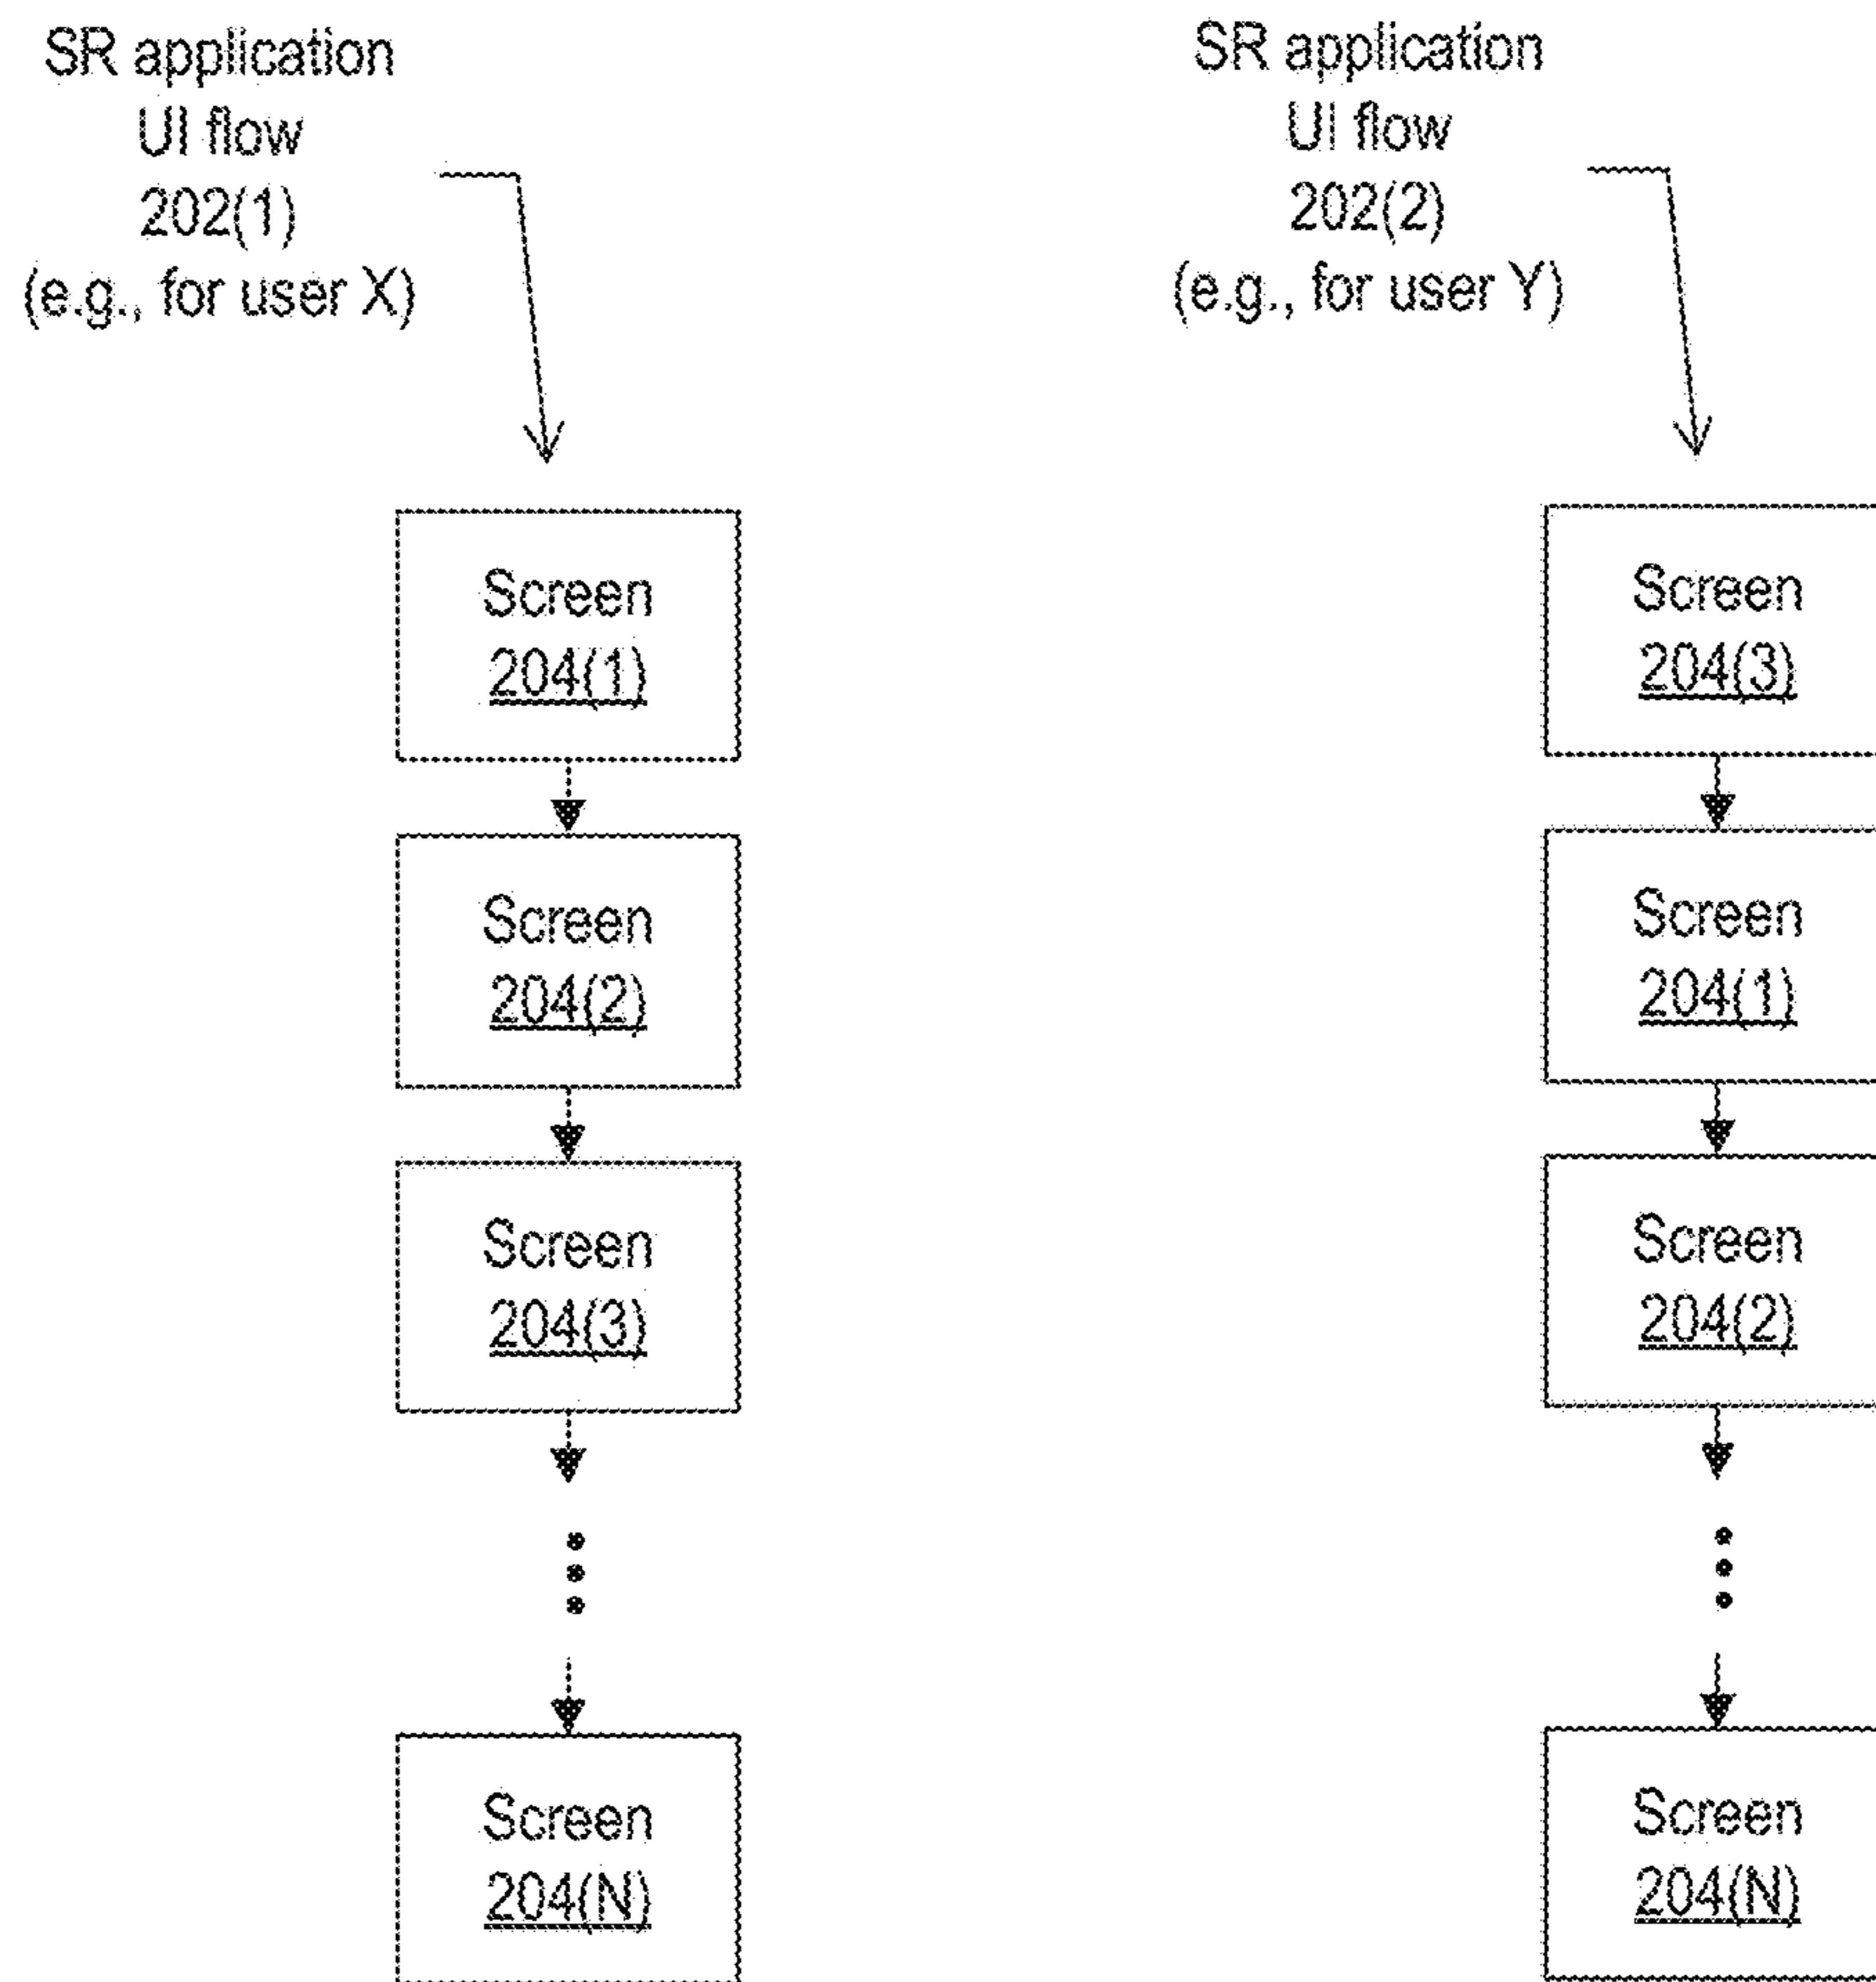 SR application
UI flow
202(1)
(e.g., for user X)
Screen
204(1)
Screen
204(2)
Screen
204(3)
Screen
204(N)
SR application
UI flow
202(2)
(e.g., for user Y)
Screen
204(3)
Screen
204(1)
Screen
204(2)
Screen
204(N)